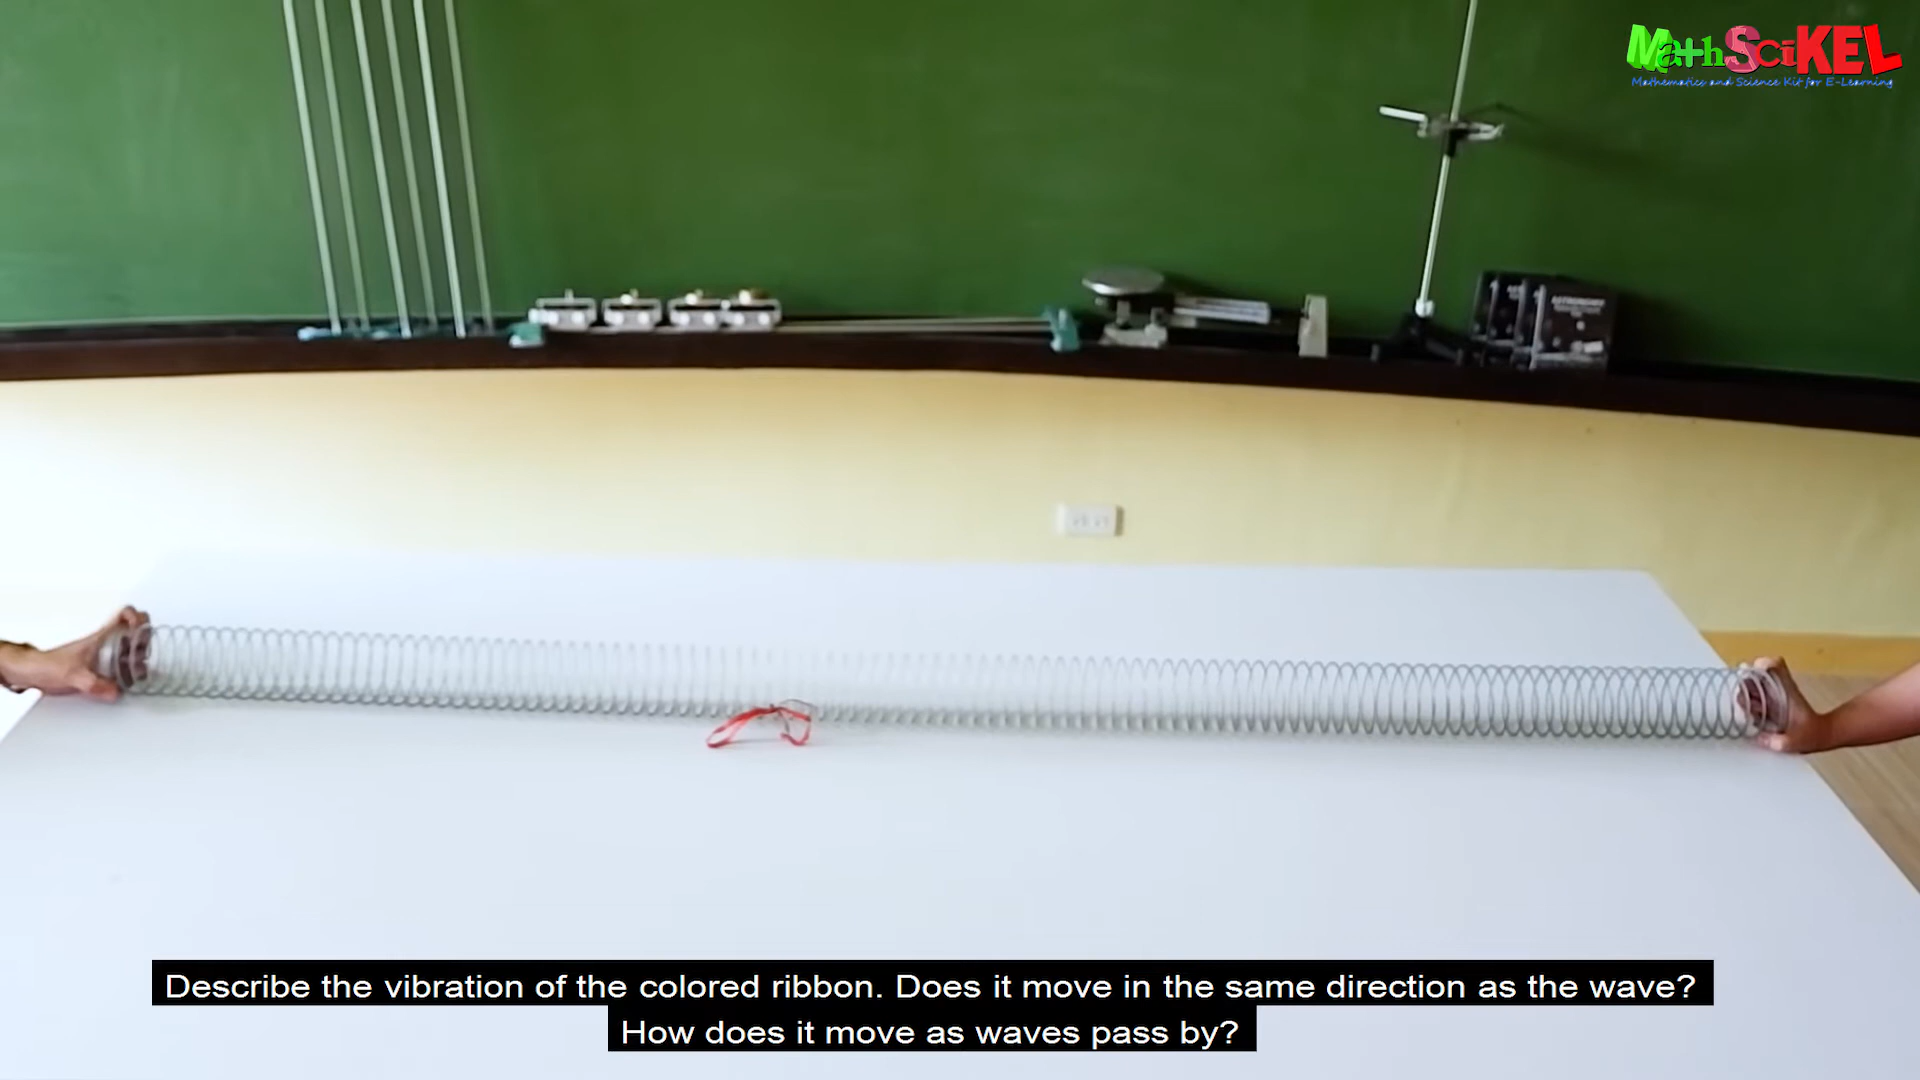 MathSciKEL
Mathematics and Science Kit for E-Learning
ASTRONOMY
Describe the vibration of the colored ribbon. Does it move in the same direction as the wave?
How does it move as waves pass by?